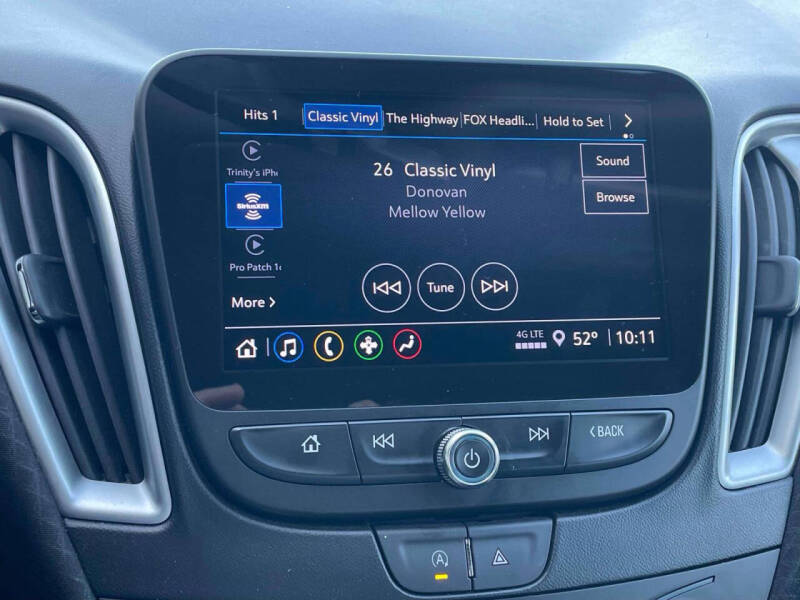 Hits 1 Classic Vinyl The Highway FOX Headli... Hold to Set >
Trinity's iPh
26 Classic Vinyl
Donovan
Mellow Yellow
Sound
Browse
SiriusXM
Pro Patch 1
More >
Tune
4G LTE 52° 10:11
< BACK
A